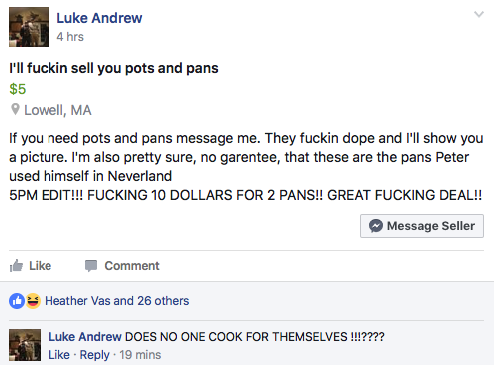 Luke Andrew
4 hrs
I'll fuckin sell you pots and pans
$5
Lowell, MA
If you need pots and pans message me. They fuckin dope and I'll show you
a picture. I'm also pretty sure, no garentee, that these are the pans Peter
used himself in Neverland
5PM EDIT!!! FUCKING 10 DOLLARS FOR 2 PANS!! GREAT FUCKING DEAL!!
Message Seller
Like Comment
Heather Vas and 26 others
Luke Andrew DOES NO ONE COOK FOR THEMSELVES !!!????
Like · Reply · 19 mins